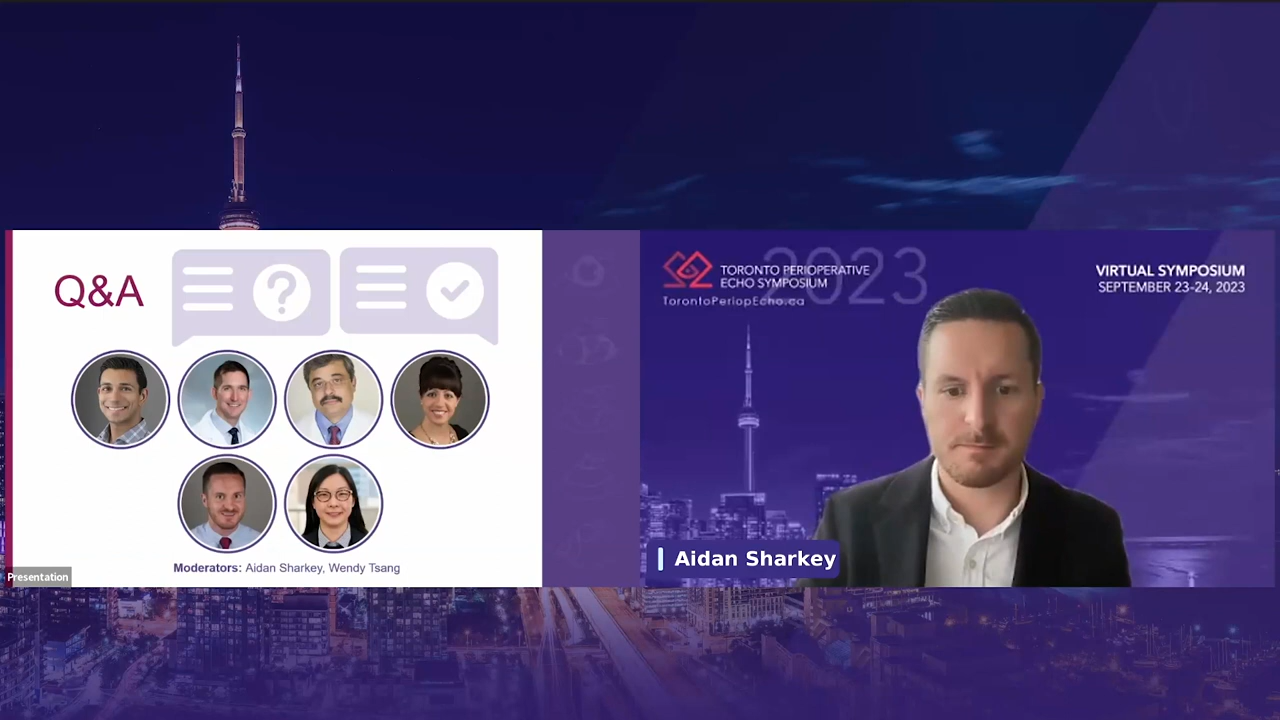 Q&A
Moderators: Aidan Sharkey, Wendy Tsang
Presentation
2023
TORONTO PERIOPERATIVE
ECHO SYMPOSIUM
TorontoPeriopEcho.ca
VIRTUAL SYMPOSIUM
SEPTEMBER 23-24, 2023
Aidan Sharkey